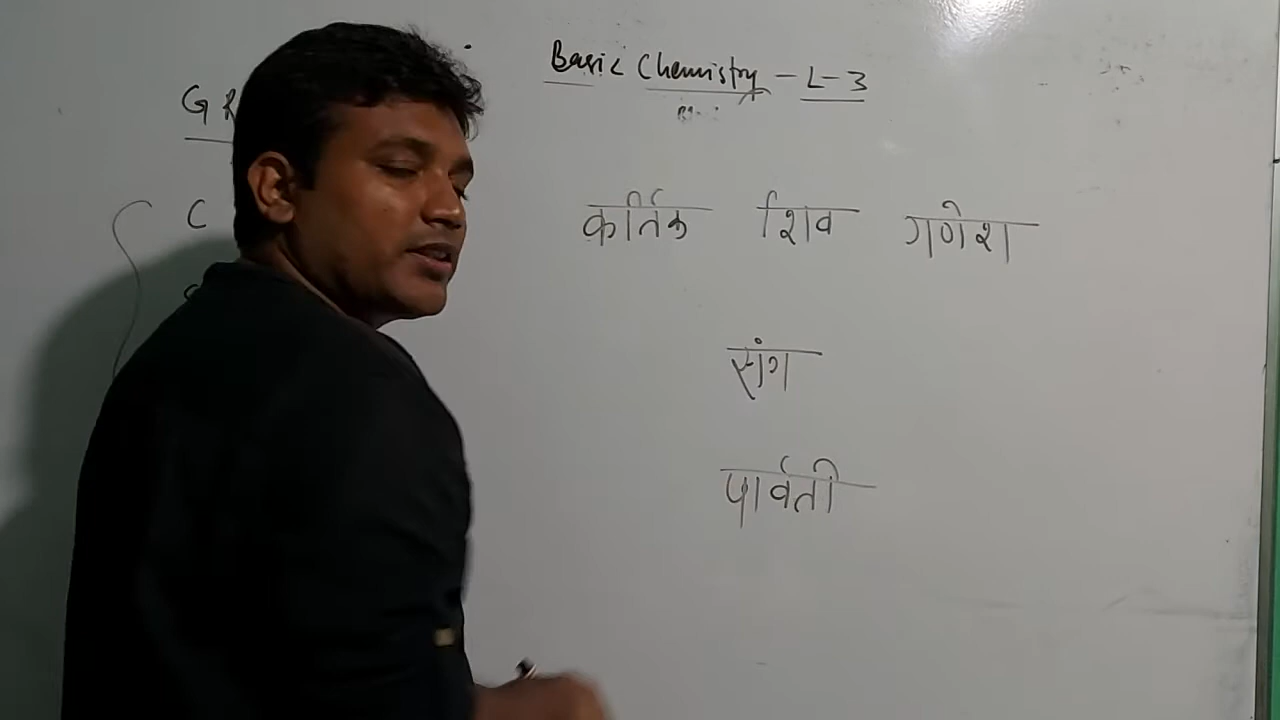 Basic Chemistry - L-3
G R
C
कार्तिक शिव गणेश
संग
पार्वती